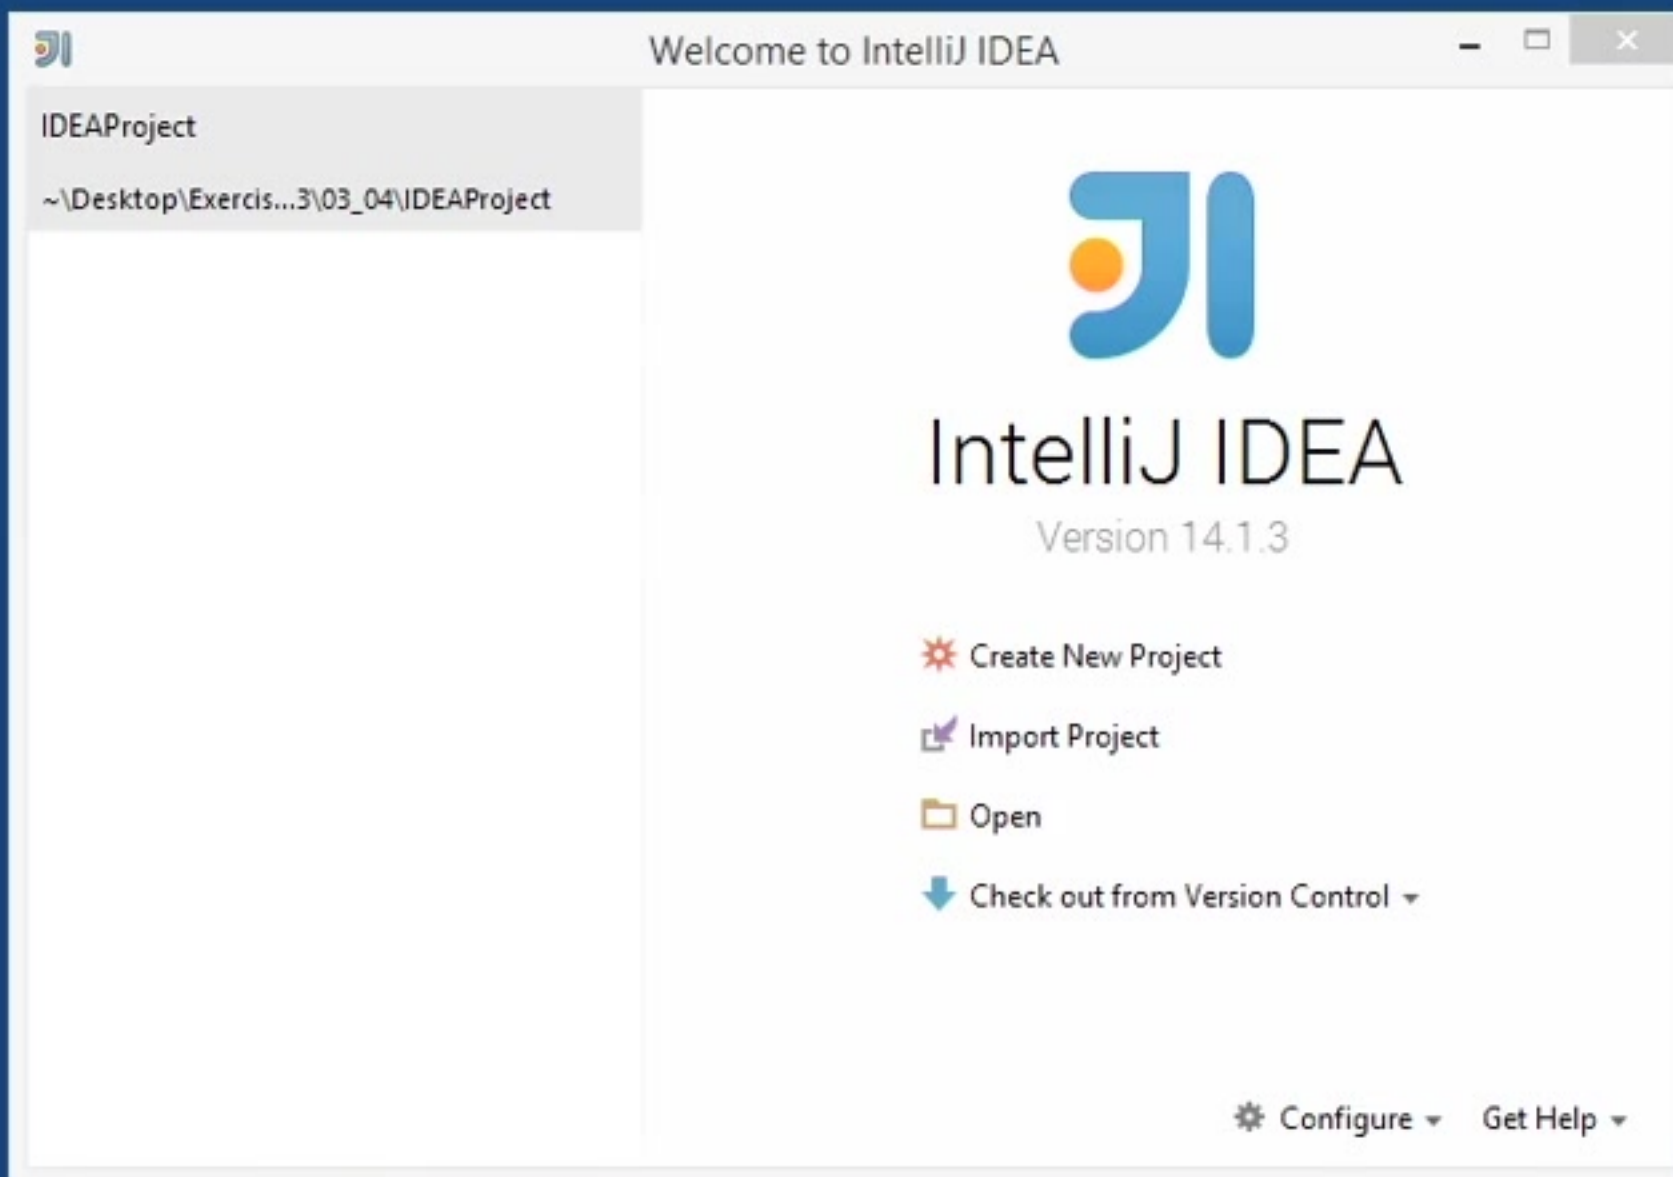 Welcome to IntelliJ IDEA
IDEAProject
~\Desktop\Exercis...3\03_04\IDEAProject
IntelliJ IDEA
Version 14.1.3
Create New Project
Import Project
Open
Check out from Version Control
Configure
Get Help